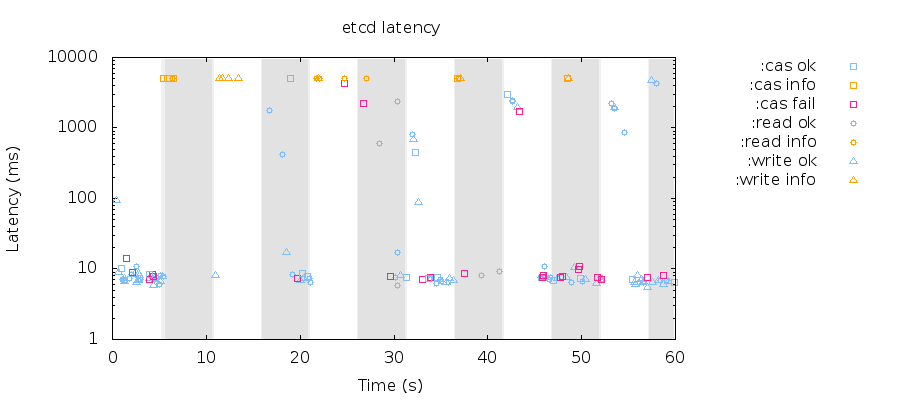 etcd latency
10000
1000
100
10
1
0 10 20 30 40 50 60
Latency (ms)
Time (s)
:cas ok
:cas info
:cas fail
:read ok
:read info
:write ok
:write info